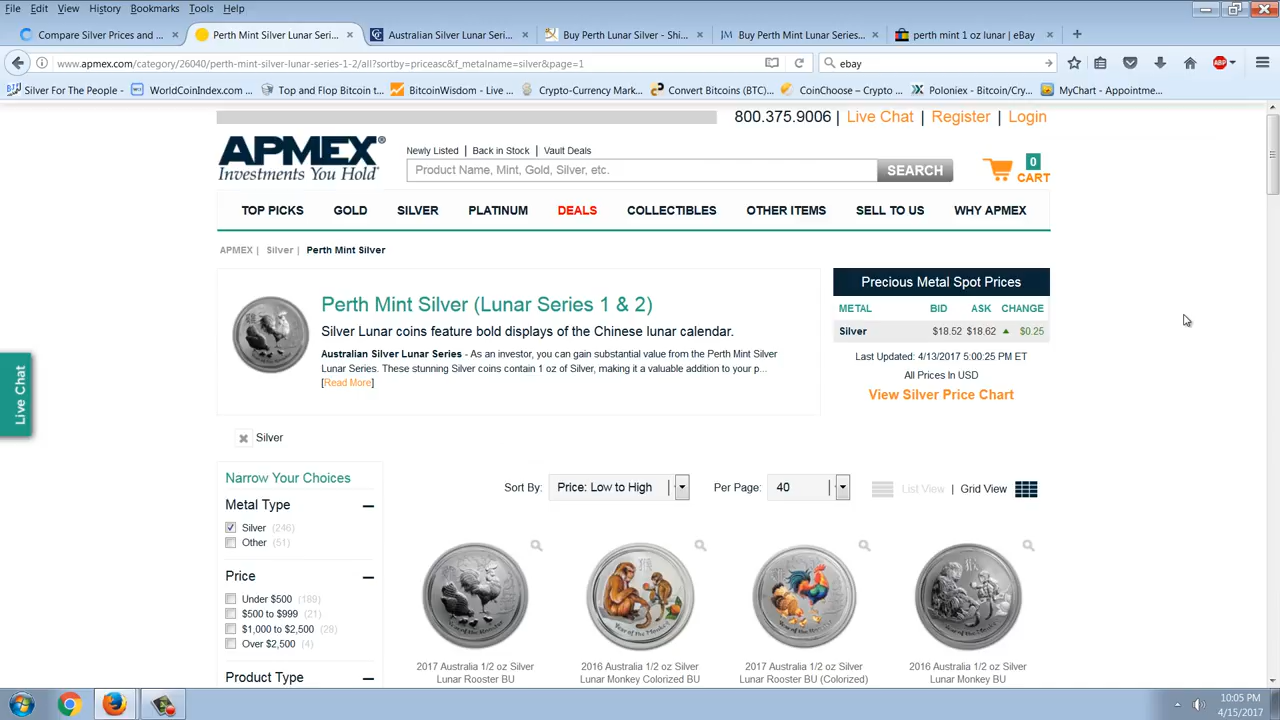 File Edit View History Bookmarks Tools Help
Compare Silver Prices and ... × Perth Mint Silver Lunar Seri... × Australian Silver Lunar Serie... × Buy Perth Lunar Silver - Shi... × JM Buy Perth Mint Lunar Series... × perth mint 1 oz lunar | eBay × +
www.apmex.com/category/26040/perth-mint-silver-lunar-series-1-2/all?sortby=priceasc&f_metalname=silver&page=1 ebay ABP
Silver For The People - ... WorldCoinIndex.com ... Top and Flop Bitcoin t... BitcoinWisdom - Live ... Crypto-Currency Mark... Convert Bitcoins (BTC)... CoinChoose – Crypto ... Poloniex - Bitcoin/Cry... MyChart - Appointme...
800.375.9006 | Live Chat | Register | Login
APMEX®
Investments You Hold
Newly Listed | Back in Stock | Vault Deals
Product Name, Mint, Gold, Silver, etc. SEARCH
0
CART
TOP PICKS GOLD SILVER PLATINUM DEALS COLLECTIBLES OTHER ITEMS SELL TO US WHY APMEX
APMEX | Silver | Perth Mint Silver
Perth Mint Silver (Lunar Series 1 & 2)
Silver Lunar coins feature bold displays of the Chinese lunar calendar.
Australian Silver Lunar Series - As an investor, you can gain substantial value from the Perth Mint Silver
Lunar Series. These stunning Silver coins contain 1 oz of Silver, making it a valuable addition to your p...
[Read More]
Precious Metal Spot Prices
METAL BID ASK CHANGE
Silver $18.52 $18.62 $0.25
Last Updated: 4/13/2017 5:00:25 PM ET
All Prices In USD
View Silver Price Chart
Live Chat
Silver
Narrow Your Choices
Metal Type
Silver (246)
Other (51)
Price
Under $500 (189)
$500 to $999 (21)
$1,000 to $2,500 (28)
Over $2,500 (4)
Product Type
Sort By: Price: Low to High Per Page: 40 List View | Grid View
2017 Australia 1/2 oz Silver
Lunar Rooster BU
2016 Australia 1/2 oz Silver
Lunar Monkey Colorized BU
2017 Australia 1/2 oz Silver
Lunar Rooster BU (Colorized)
2016 Australia 1/2 oz Silver
Lunar Monkey BU
10:05 PM
4/15/2017